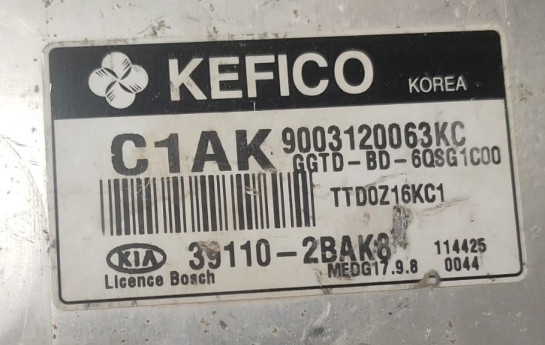 KEFICO KOREA
C1AK 9003120063KC
GGTD-BD-6QSG1C00
TTD0Z16KC1
KIA 39110-2BAK8 114425
Licence Bosch MEDG17.9.8 0044